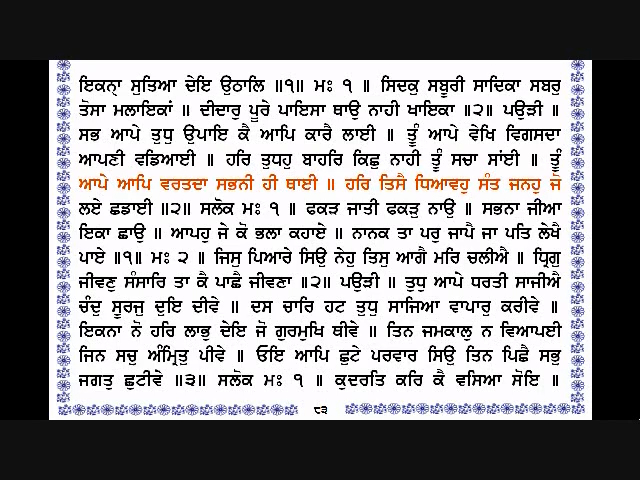 ਇਕਨਾ ਸੁਤਿਆ ਦੇਇ ਉਠਾਲਿ ॥੧॥ ਮਃ ੧ ॥ ਸਿਦਕੁ ਸਬੂਰੀ ਸਾਦਿਕਾ ਸਬਰੁ
ਤੋਸਾ ਮਲਾਇਕਾਂ ॥ ਦੀਦਾਰੁ ਪੂਰੇ ਪਾਇਸਾ ਥਾਉ ਨਾਹੀ ਖਾਇਕਾ ॥੨॥ ਪਉੜੀ ॥
ਸਭ ਆਪੇ ਤੁਧੁ ਉਪਾਇ ਕੈ ਆਪਿ ਕਾਰੈ ਲਾਈ ॥ ਤੂੰ ਆਪੇ ਵੇਖਿ ਵਿਗਸਦਾ
ਆਪਣੀ ਵਡਿਆਈ ॥ ਹਰਿ ਤੁਧਹੁ ਬਾਹਰਿ ਕਿਛੁ ਨਾਹੀ ਤੂੰ ਸਚਾ ਸਾਂਈ ॥ ਤੂੰ
ਆਪੇ ਆਪਿ ਵਰਤਦਾ ਸਭਨੀ ਹੀ ਥਾਈ ॥ ਹਰਿ ਤਿਸੈ ਧਿਆਵਹੁ ਸੰਤ ਜਨਹੁ ਜੋ
ਲਏ ਛਡਾਈ ॥੨॥ ਸਲੋਕ ਮਃ ੧ ॥ ਫਕੜ ਜਾਤੀ ਫਕੜੁ ਨਾਉ ॥ ਸਭਨਾ ਜੀਆ
ਇਕਾ ਛਾਉ ॥ ਆਪਹੁ ਜੇ ਕੋ ਭਲਾ ਕਹਾਏ ॥ ਨਾਨਕ ਤਾ ਪਰੁ ਜਾਪੈ ਜਾ ਪਤਿ ਲੇਖੈ
ਪਾਏ ॥੧॥ ਮਃ ੨ ॥ ਜਿਸੁ ਪਿਆਰੇ ਸਿਉ ਨੇਹੁ ਤਿਸੁ ਆਗੈ ਮਰਿ ਚਲੀਐ ॥ ਧ੍ਰਿਗੁ
ਜੀਵਣੁ ਸੰਸਾਰਿ ਤਾ ਕੈ ਪਾਛੈ ਜੀਵਣਾ ॥੨॥ ਪਉੜੀ ॥ ਤੁਧੁ ਆਪੇ ਧਰਤੀ ਸਾਜੀਐ
ਚੰਦੁ ਸੂਰਜੁ ਦੁਇ ਦੀਵੇ ॥ ਦਸ ਚਾਰਿ ਹਟ ਤੁਧੁ ਸਾਜਿਆ ਵਾਪਾਰੁ ਕਰੀਵੇ ॥
ਇਕਨਾ ਨੋ ਹਰਿ ਲਾਭੁ ਦੇਇ ਜੋ ਗੁਰਮੁਖਿ ਥੀਵੇ ॥ ਤਿਨ ਜਮਕਾਲੁ ਨ ਵਿਆਪਈ
ਜਿਨ ਸਚੁ ਅੰਮ੍ਰਿਤੁ ਪੀਵੇ ॥ ਓਇ ਆਪਿ ਛੁਟੇ ਪਰਵਾਰ ਸਿਉ ਤਿਨ ਪਿਛੈ ਸਭੁ
ਜਗਤੁ ਛੁਟੀਵੇ ॥੩॥ ਸਲੋਕ ਮਃ ੧ ॥ ਕੁਦਰਤਿ ਕਰਿ ਕੈ ਵਸਿਆ ਸੋਇ ॥
੮੩